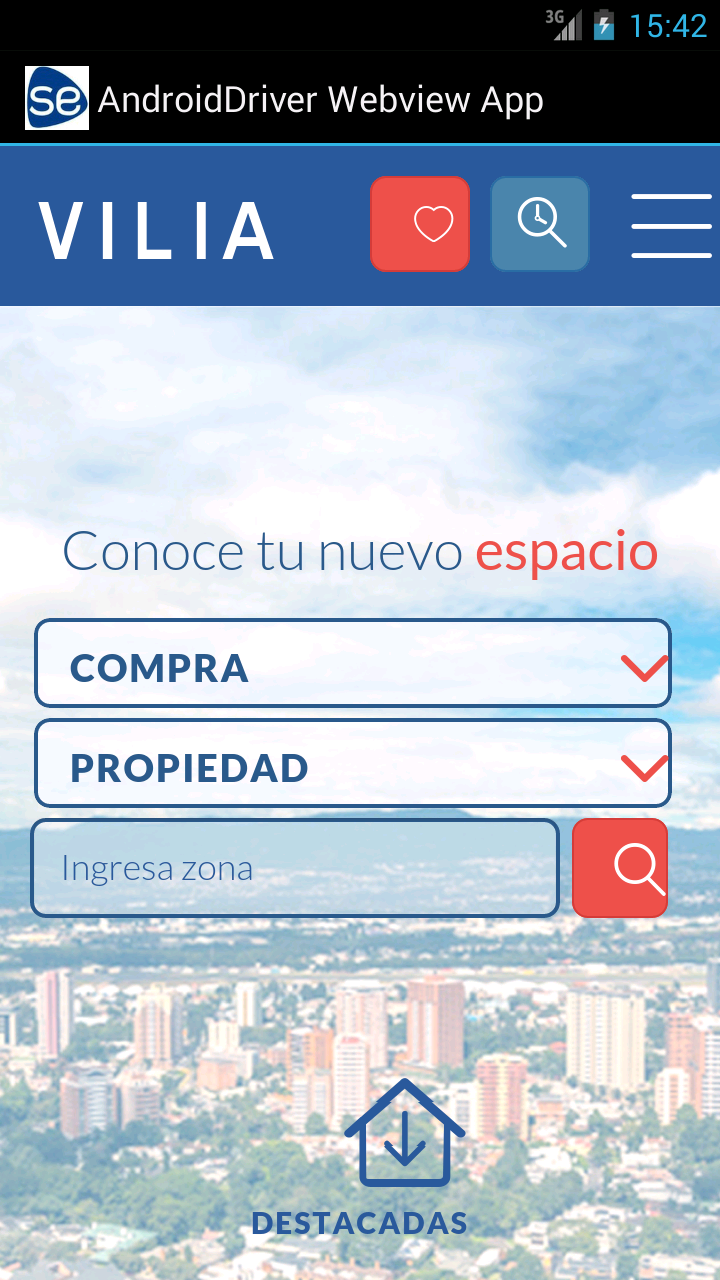 3G 15:42
se AndroidDriver Webview App
VILIA
Conoce tu nuevo espacio
COMPRA
PROPIEDAD
Ingresa zona
DESTACADAS